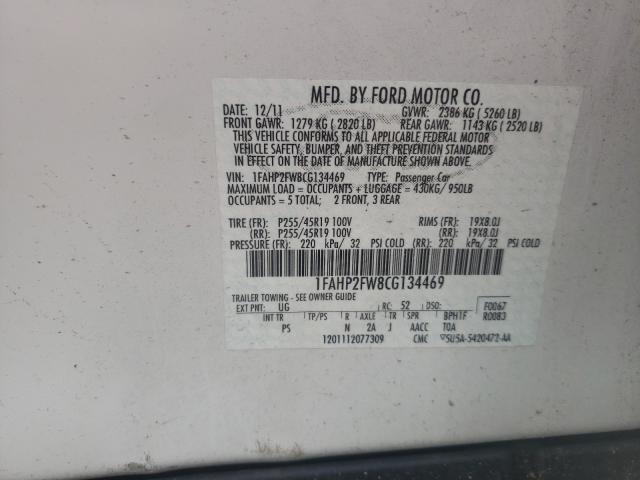 MFD. BY FORD MOTOR CO.
DATE: 12/11 GVWR: 2386 KG ( 5260 LB)
FRONT GAWR: 1279 KG ( 2820 LB) REAR GAWR: 1143 KG ( 2520 LB)
THIS VEHICLE CONFORMS TO ALL APPLICABLE FEDERAL MOTOR
VEHICLE SAFETY, BUMPER, AND THEFT PREVENTION STANDARDS
IN EFFECT ON THE DATE OF MANUFACTURE SHOWN ABOVE.
VIN: 1FAHP2FW8CG134469 TYPE: Passenger Car
MAXIMUM LOAD = OCCUPANTS + LUGGAGE = 430KG/ 950LB
OCCUPANTS = 5 TOTAL; 2 FRONT, 3 REAR
TIRE (FR): P255/45R19 100V RIMS (FR): 19X8.0J
(RR): P255/45R19 100V (RR): 19X8.0J
PRESSURE (FR): 220 kPa/ 32 PSI COLD (RR): 220 kPa/ 32 PSI COLD
1FAHP2FW8CG134469
TRAILER TOWING - SEE OWNER GUIDE
EXT PNT: UG RC: 52 DSO: F0067
INT TR TP/PS R AXLE TR SPR BPHTF R0083
PS N 2A J AACC TOA
1201112077309 CMC 5U5A-5420472-AA